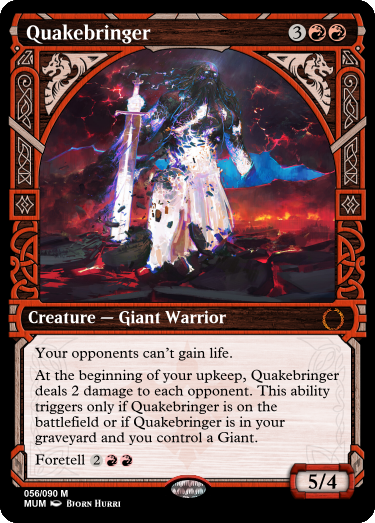 Quakebringer 3
Creature — Giant Warrior
Your opponents can't gain life.
At the beginning of your upkeep, Quakebringer
deals 2 damage to each opponent. This ability
triggers only if Quakebringer is on the
battlefield or if Quakebringer is in your
graveyard and you control a Giant.
Foretell 2
5/4
056/090 M
MUM Bjorn Hurri